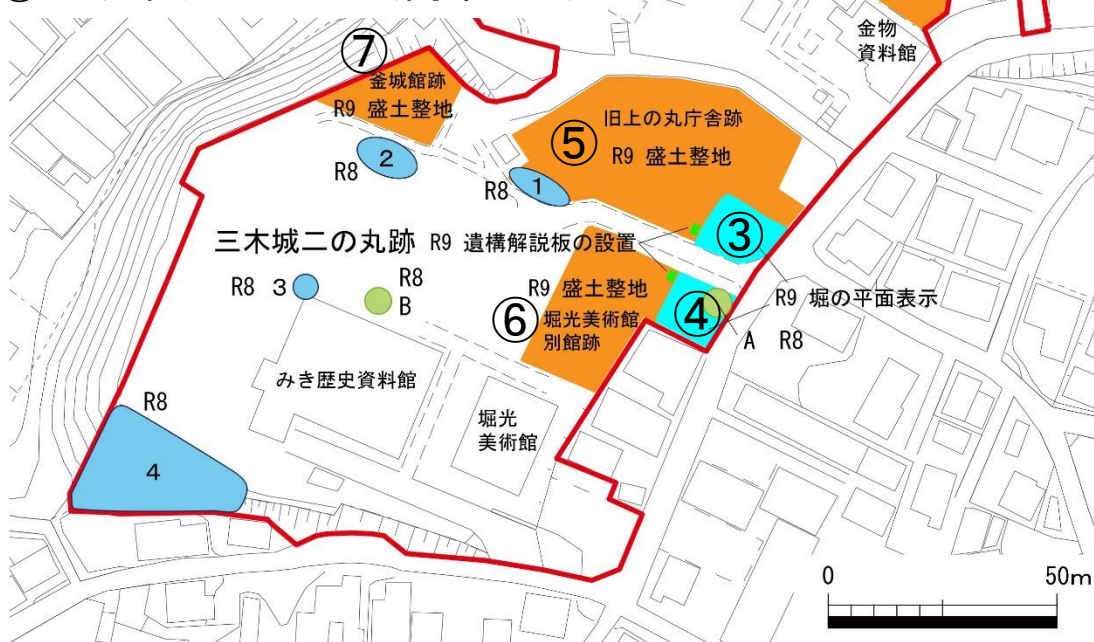 金物
資料館
⑦
釜城館跡
R9 盛土整地
旧上の丸庁舎跡
⑤
R9 盛土整地
2
R8
R8
1
③
三木城二の丸跡
R9 遺構解説板の設置
R8 3
R8
B
R9 盛土整地
⑥
堀光美術館
別館跡
④
R9 堀の平面表示
A R8
みき歴史資料館
堀光
美術館
R8
4
0
50m